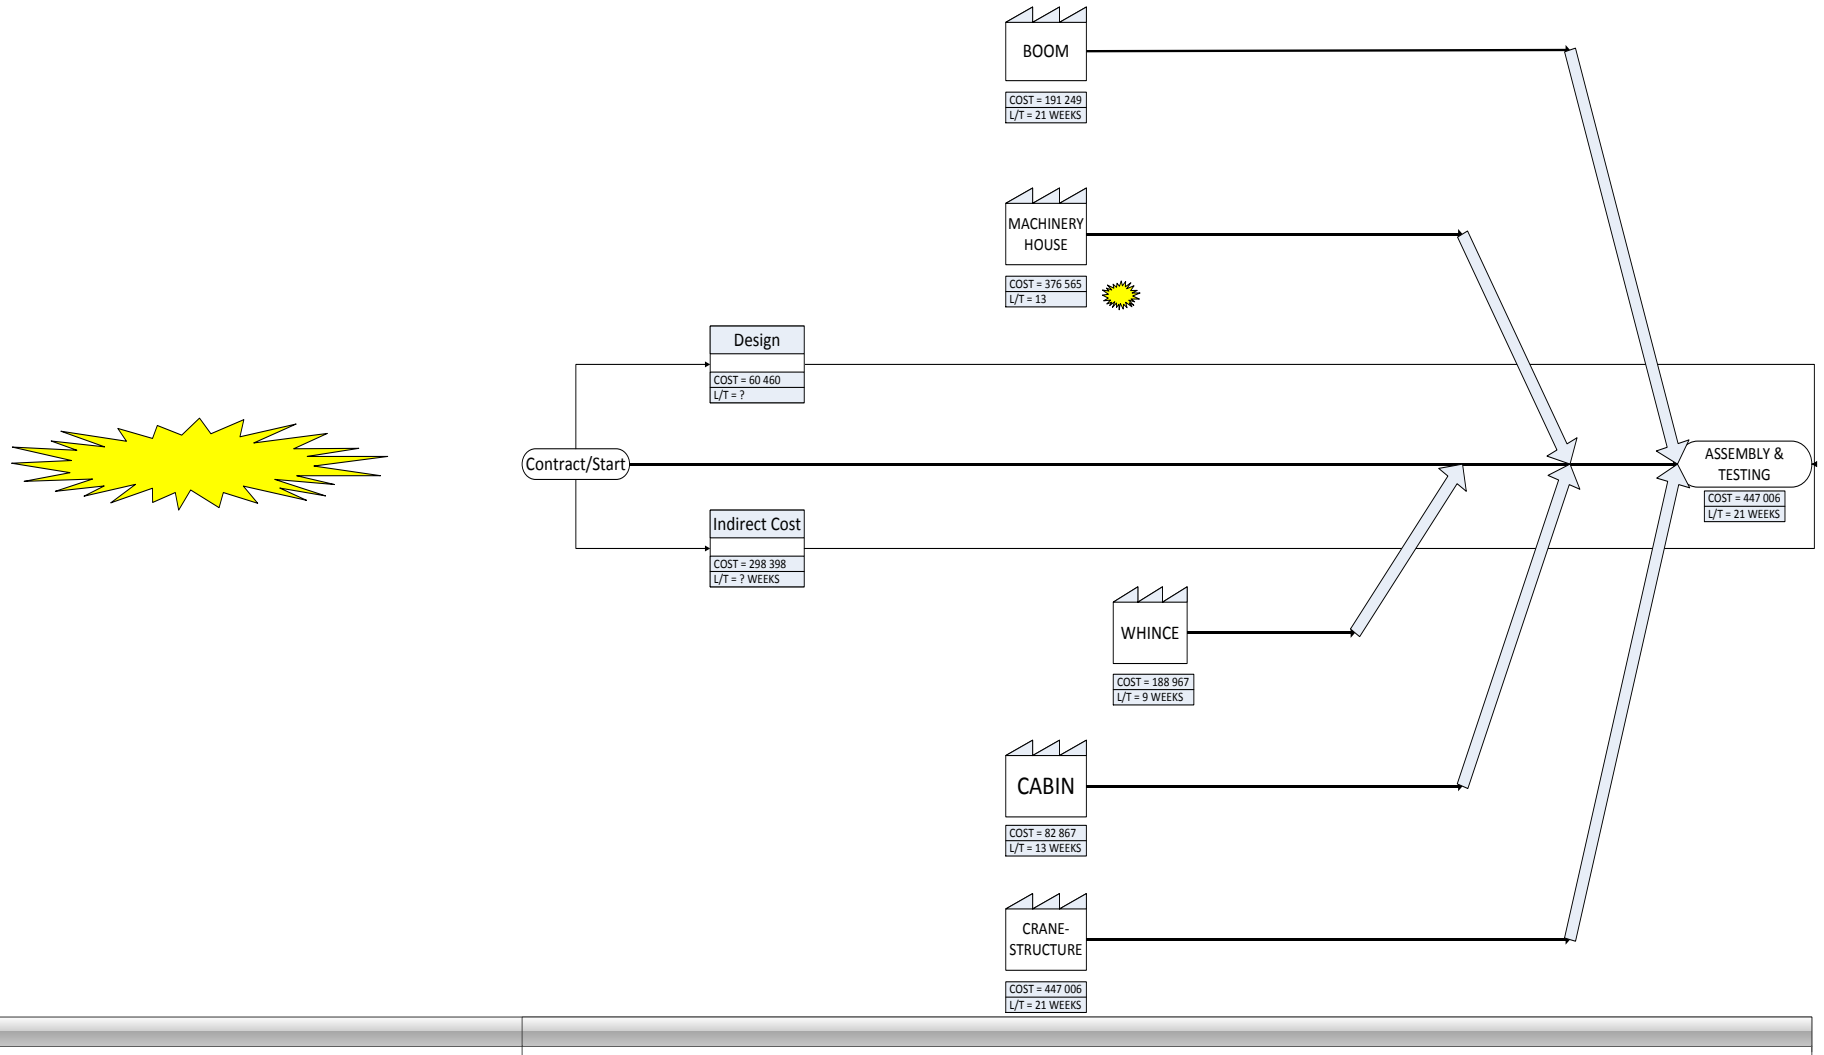 BOOM
COST = 191 249
L/T = 21 WEEKS
MACHINERY
HOUSE
COST = 376 565
L/T = 13
Design
COST = 60 460
L/T = ?
Contract/Start
ASSEMBLY &
TESTING
COST = 447 006
L/T = 21 WEEKS
Indirect Cost
COST = 298 398
L/T = ? WEEKS
WHINCE
COST = 188 967
L/T = 9 WEEKS
CABIN
COST = 82 867
L/T = 13 WEEKS
CRANE-
STRUCTURE
COST = 447 006
L/T = 21 WEEKS